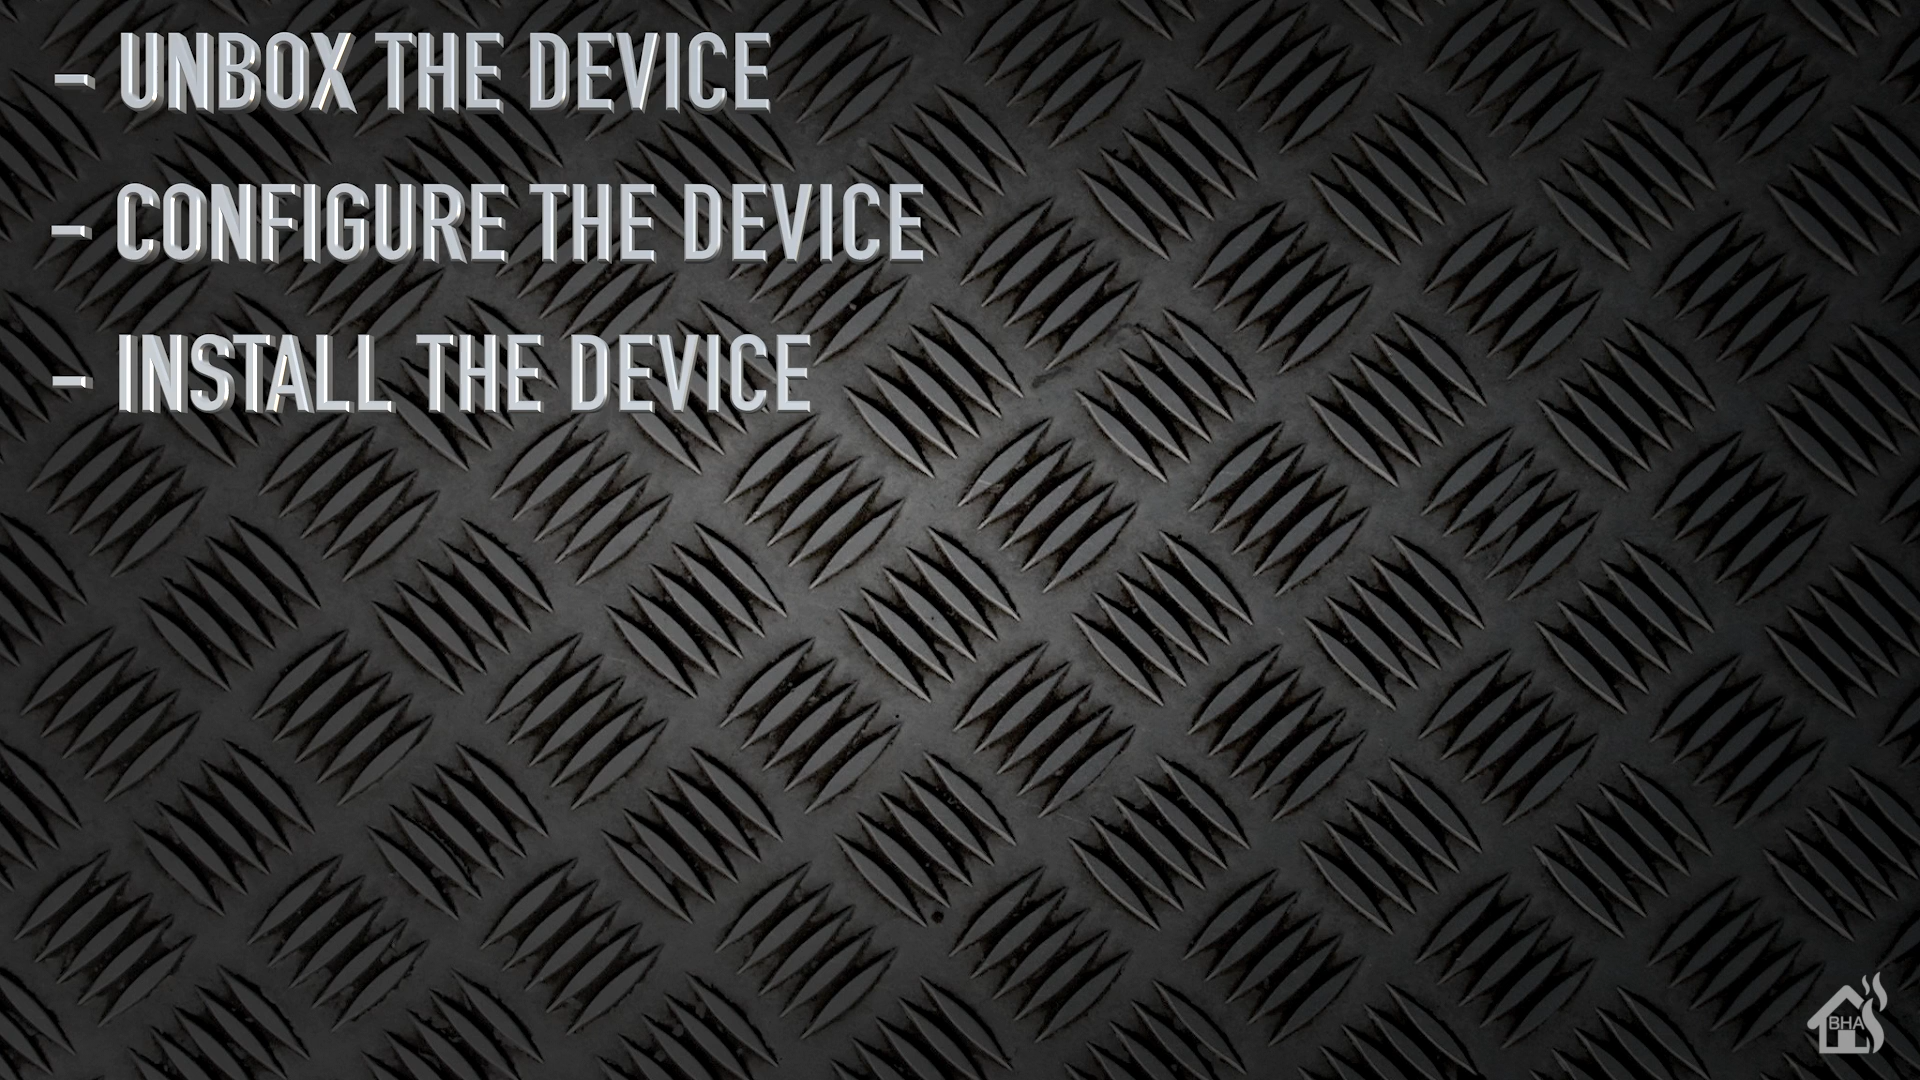 - UNBOX THE DEVICE
- CONFIGURE THE DEVICE
- INSTALL THE DEVICE
BHA